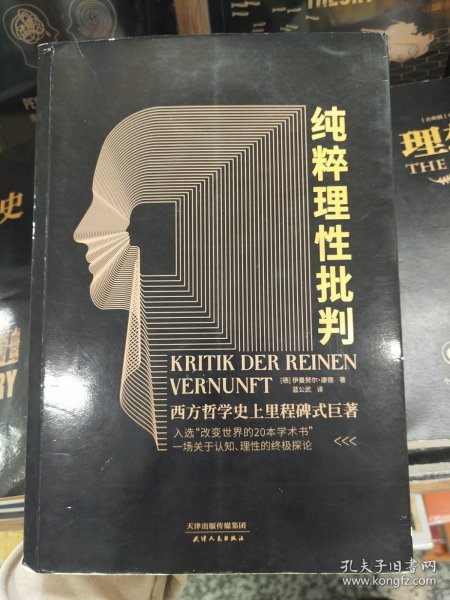 纯粹理性批判
KRITIK DER REINEN
VERNUNFT
[德] 伊曼努尔·康德 著
蓝公武 译
西方哲学史上里程碑式巨著
入选“改变世界的20本学术书”
一场关于认知、理性的终极探论
<<<
天津出版传媒集团
天津人民出版社
史
THEORY
理
THE
孔夫子旧书网
www.kongfz.com